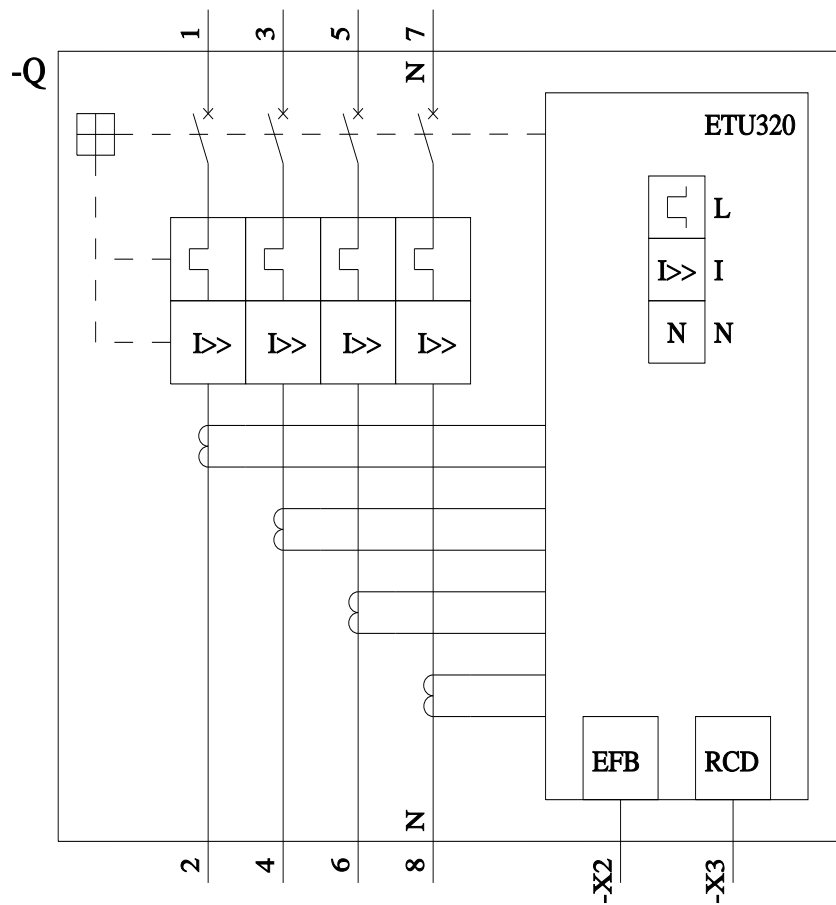 1 3 5 7
-Q
N
ETU320
L
I>> I
N N
I>> I>> I>> I>>
EFB RCD
N
2 4 6 8
-X2 -X3